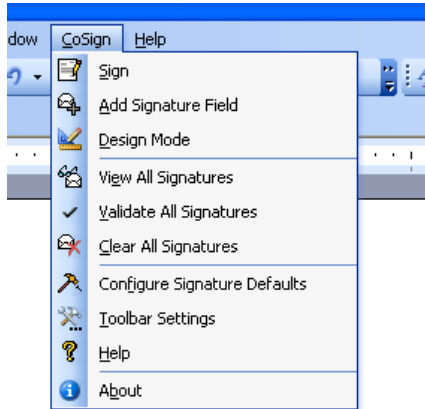 dow CoSign Help
Sign
Add Signature Field
Design Mode
View All Signatures
Validate All Signatures
Clear All Signatures
Configure Signature Defaults
Toolbar Settings
Help
About